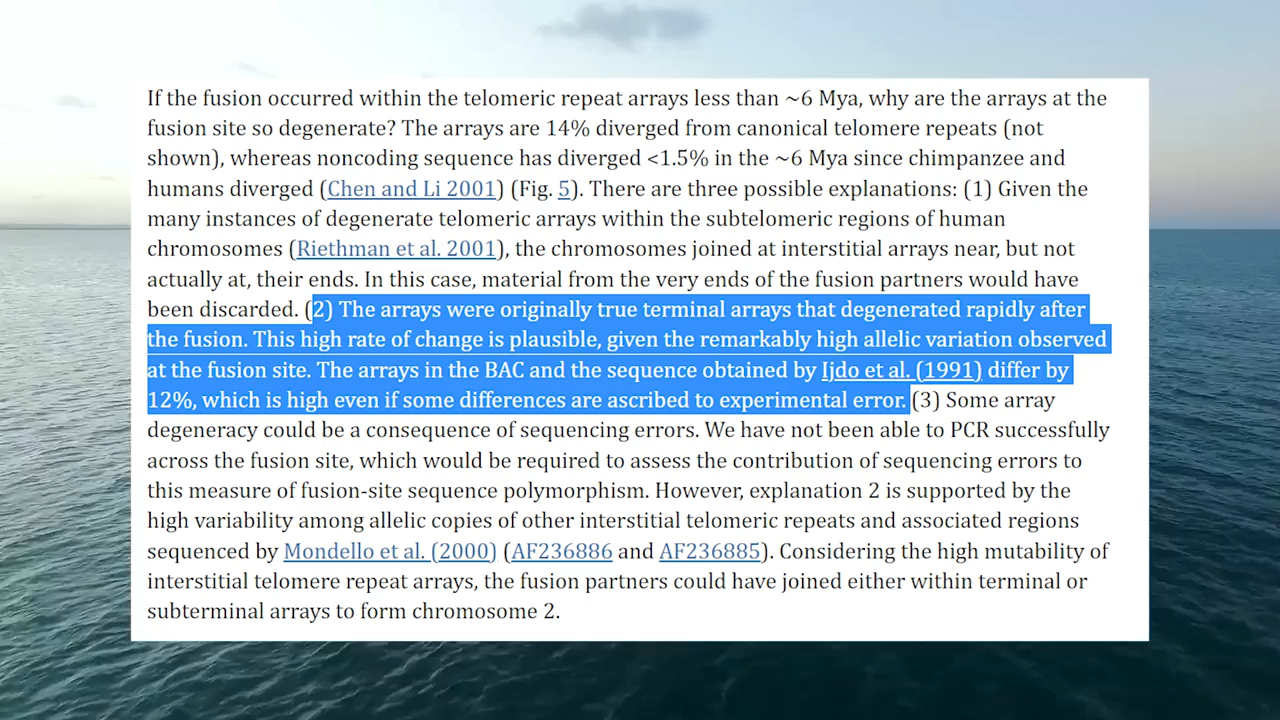 If the fusion occurred within the telomeric repeat arrays less than ~6 Mya, why are the arrays at the
fusion site so degenerate? The arrays are 14% diverged from canonical telomere repeats (not
shown), whereas noncoding sequence has diverged <1.5% in the ~6 Mya since chimpanzee and
humans diverged (Chen and Li 2001) (Fig. 5). There are three possible explanations: (1) Given the
many instances of degenerate telomeric arrays within the subtelomeric regions of human
chromosomes (Riethman et al. 2001), the chromosomes joined at interstitial arrays near, but not
actually at, their ends. In this case, material from the very ends of the fusion partners would have
been discarded. (2) The arrays were originally true terminal arrays that degenerated rapidly after
the fusion. This high rate of change is plausible, given the remarkably high allelic variation observed
at the fusion site. The arrays in the BAC and the sequence obtained by Ijdo et al. (1991) differ by
12%, which is high even if some differences are ascribed to experimental error. (3) Some array
degeneracy could be a consequence of sequencing errors. We have not been able to PCR successfully
across the fusion site, which would be required to assess the contribution of sequencing errors to
this measure of fusion-site sequence polymorphism. However, explanation 2 is supported by the
high variability among allelic copies of other interstitial telomeric repeats and associated regions
sequenced by Mondello et al. (2000) (AF236886 and AF236885). Considering the high mutability of
interstitial telomere repeat arrays, the fusion partners could have joined either within terminal or
subterminal arrays to form chromosome 2.